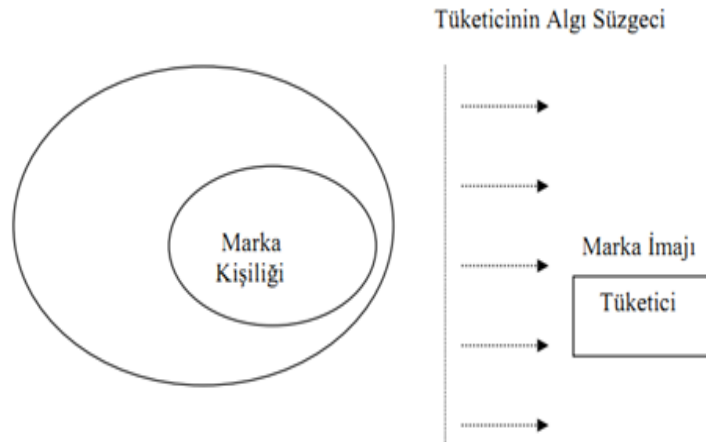 Tüketicinin Algı Süzgeci
Marka
Kişiliği
Marka İmajı
Tüketici